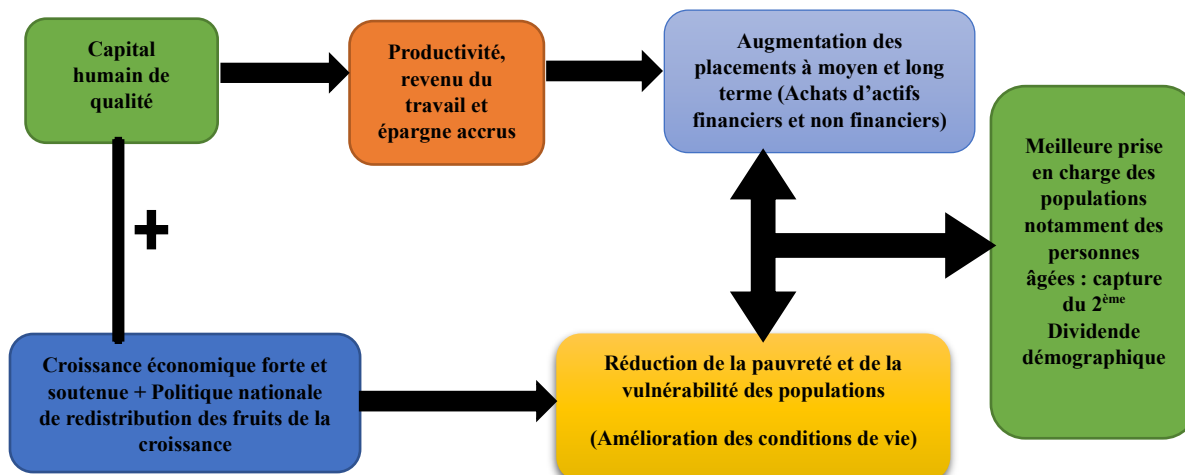 Capital
humain de
qualité
Productivité,
revenu du
travail et
épargne accrus
Augmentation des
placements à moyen et long
terme (Achats d’actifs
financiers et non financiers)
Meilleure prise
en charge des
populations
notamment des
personnes
âgées : capture
du 2ème
Dividende
démographique
+
Croissance économique forte et
soutenue + Politique nationale
de redistribution des fruits de la
croissance
Réduction de la pauvreté et de la
vulnérabilité des populations
(Amélioration des conditions de vie)